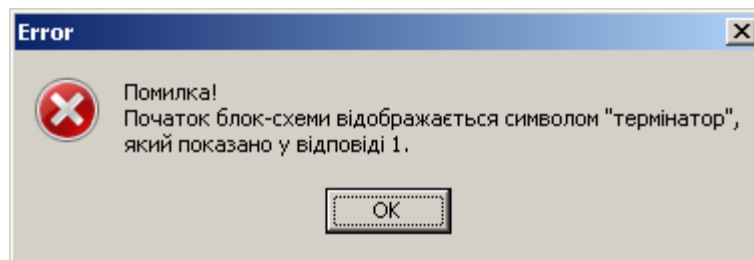 Error
Помилка!
Початок блок-схеми відображається символом "термінатор",
який показано у відповіді 1.
OK